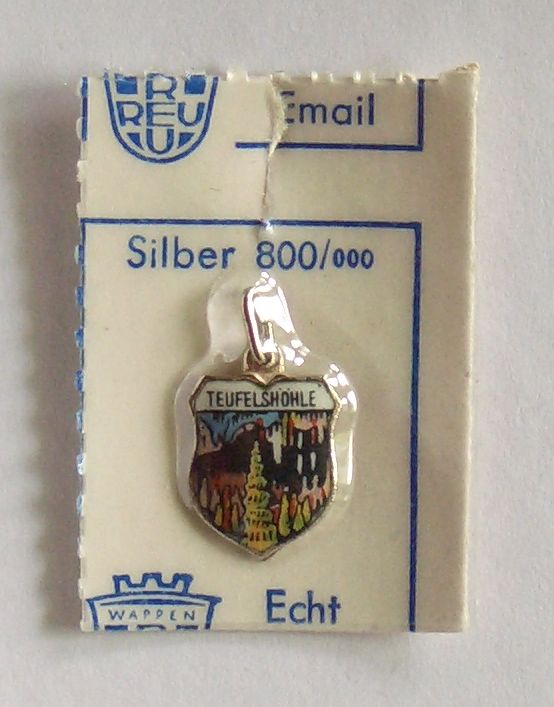 R
REU
U
Email
Silber 800/000
TEUFELSHÖHLE
WAPPEN
Echt